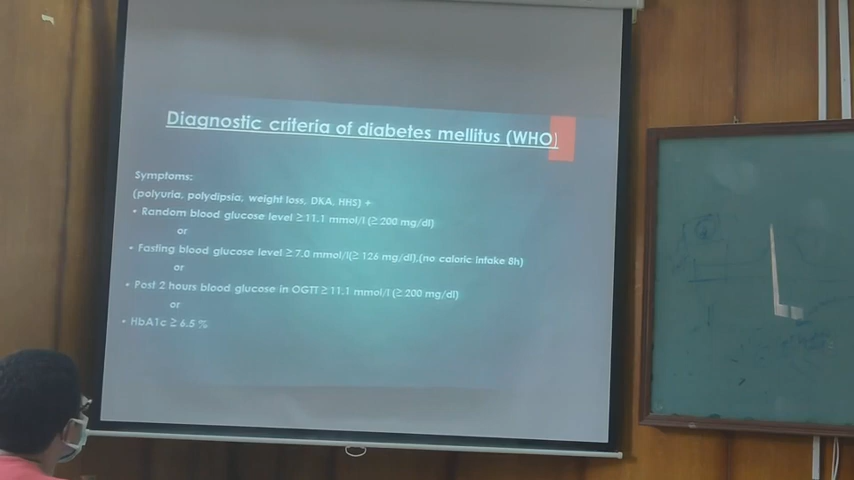 Diagnostic criteria of diabetes mellitus (WHO)
Symptoms:
(polyuria, polydipsia, weight loss, DKA, HHS) +
• Random blood glucose level ≥11.1 mmol/l (≥200 mg/dl)
or
• Fasting blood glucose level ≥7.0 mmol/l(≥ 126 mg/dl),(no caloric intake 8h)
or
• Post 2 hours blood glucose in OGTT ≥11.1 mmol/l (≥200 mg/dl)
or
• HbA1c ≥ 6.5 %